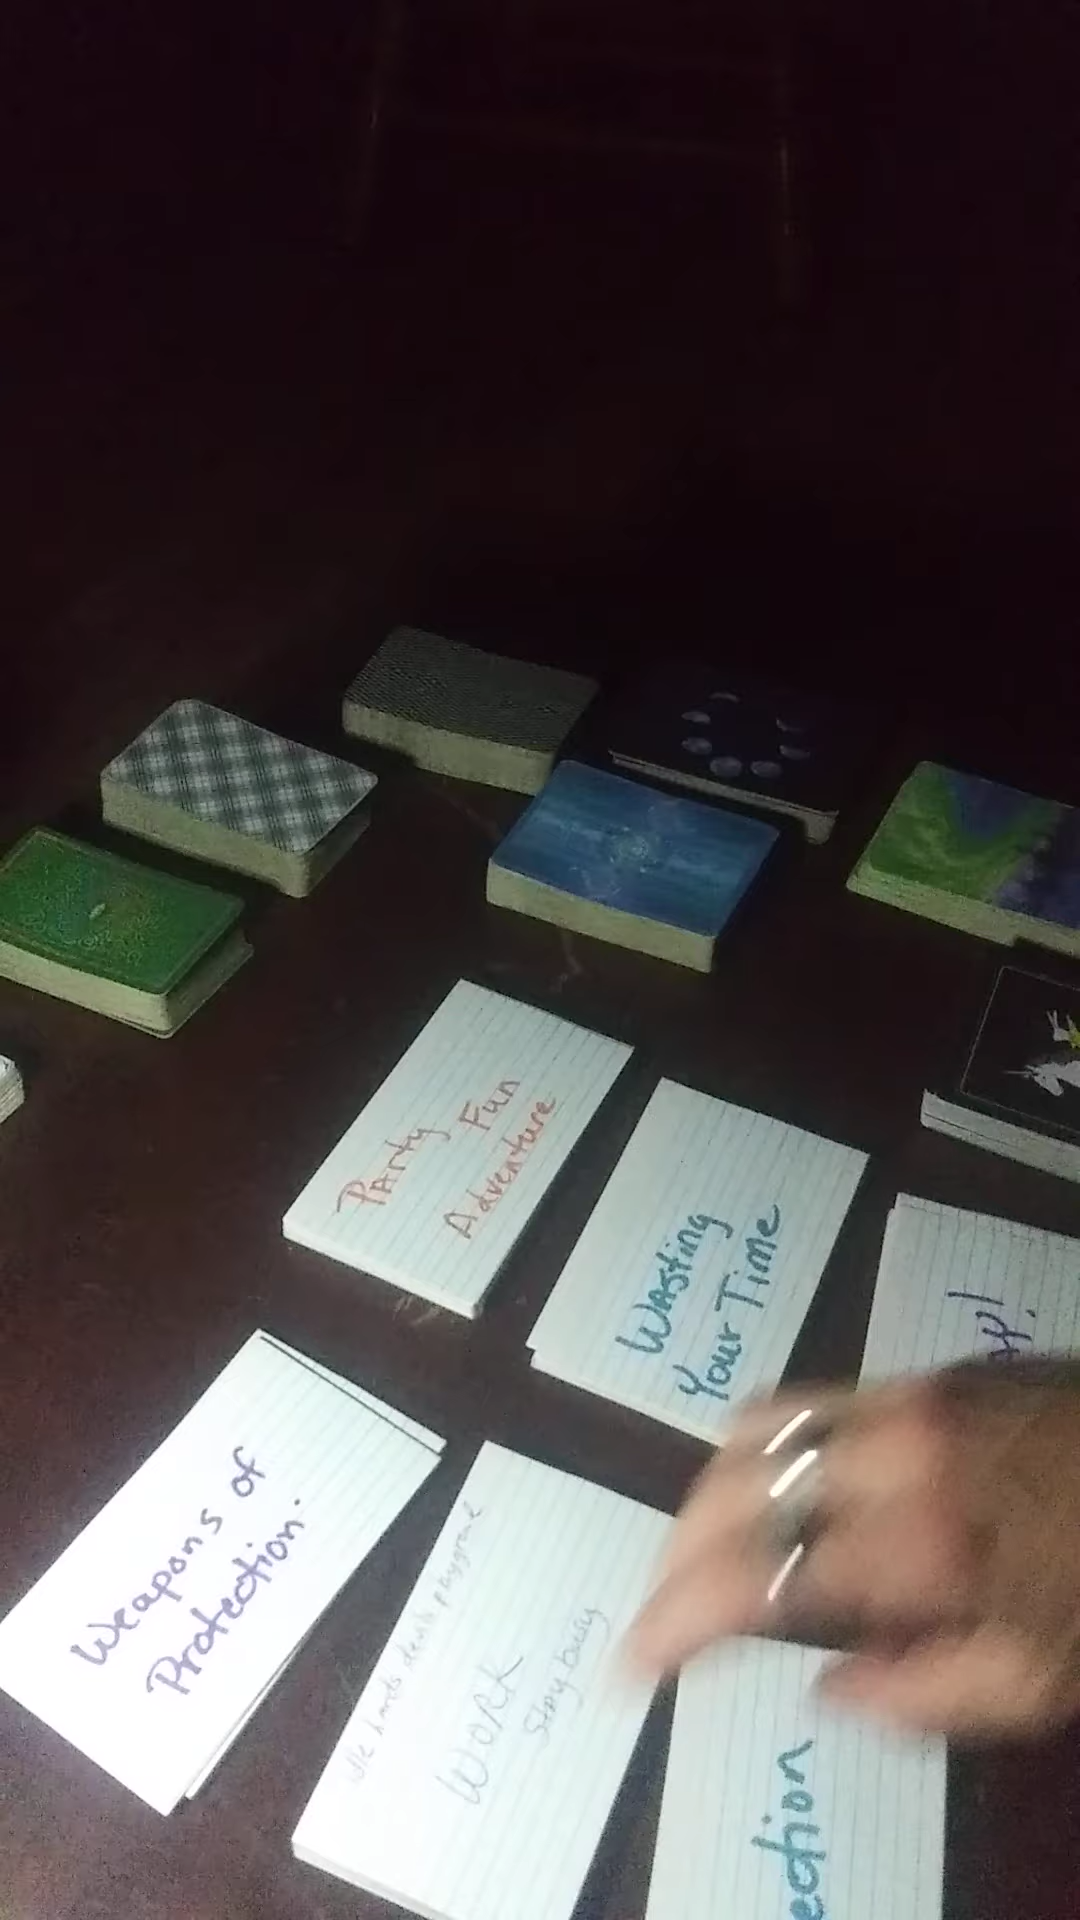 Party Fun
Adventure
Wasting
Your Time
Weapons of
Protection.
Work
Stay busy
ection